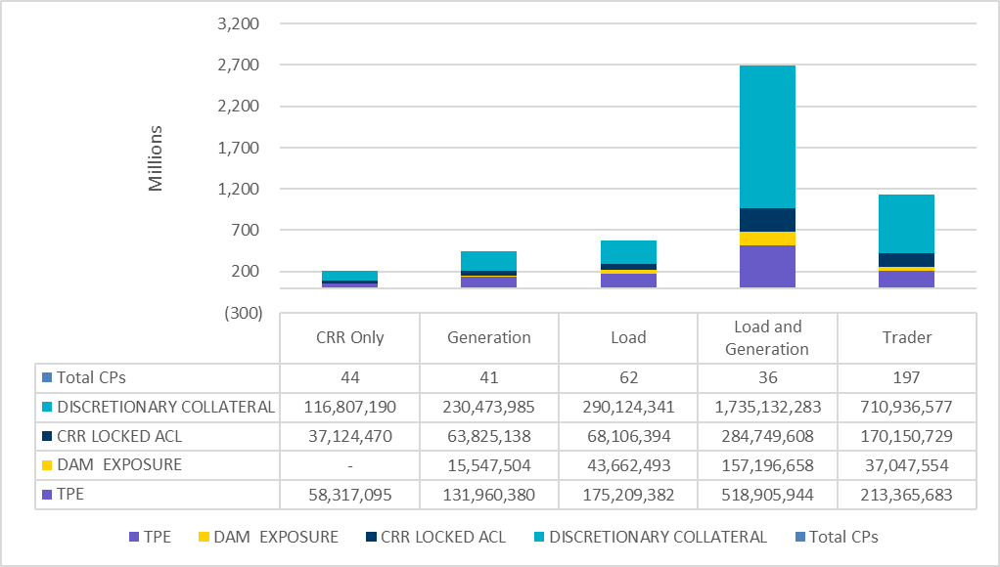 3,200
2,700
2,200
1,700
1,200
700
200
(300)
Millions
CRR Only Generation Load Load and Generation Trader
Total CPs 44 41 62 36 197
DISCRETIONARY COLLATERAL 116,807,190 230,473,985 290,124,341 1,735,132,283 710,936,577
CRR LOCKED ACL 37,124,470 63,825,138 68,106,394 284,749,608 170,150,729
DAM EXPOSURE - 15,547,504 43,662,493 157,196,658 37,047,554
TPE 58,317,095 131,960,380 175,209,382 518,905,944 213,365,683
TPE DAM EXPOSURE CRR LOCKED ACL DISCRETIONARY COLLATERAL Total CPs